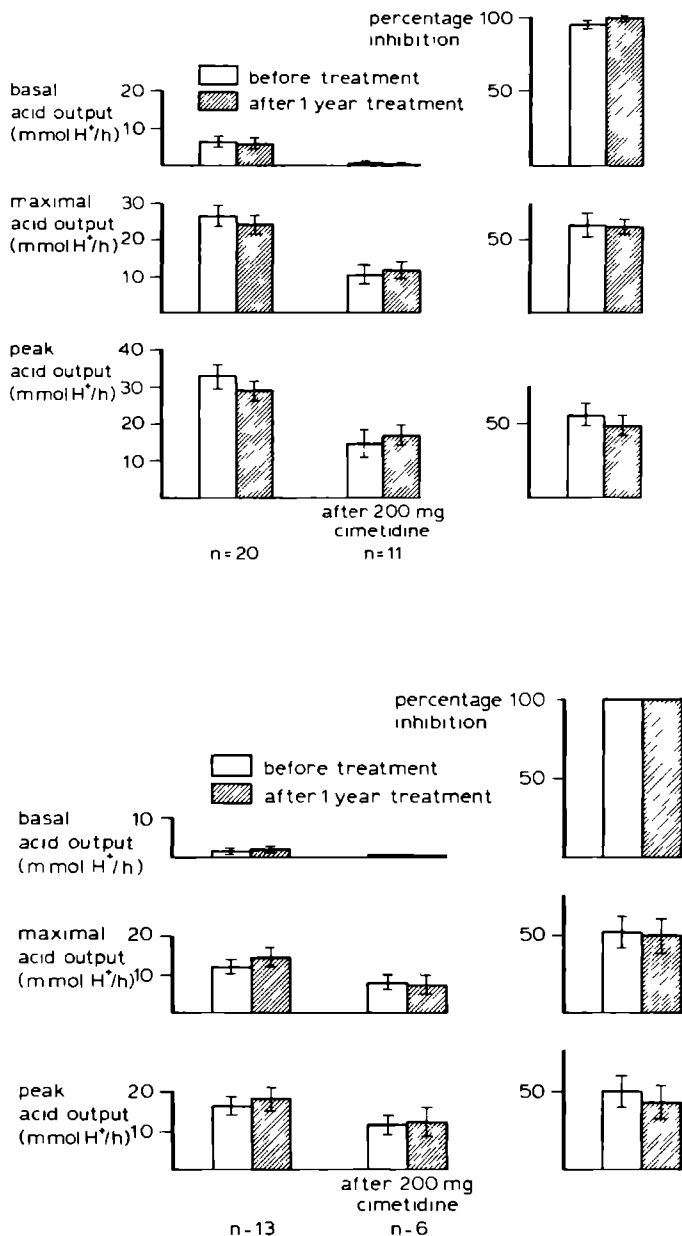 percentage 100
inhibition
before treatment
after 1 year treatment
50
basal
acid output
(mmol H⁺/h)
20
10
maximal
acid output
(mmol H⁺/h)
30
20
10
50
peak
acid output
(mmol H⁺/h)
40
30
20
10
50
after 200 mg
cimetidine
n=20
n=11
percentage 100
inhibition
before treatment
after 1 year treatment
50
basal
acid output
(mmol H⁺/h)
10
maximal
acid output
(mmol H⁺/h)
20
10
50
peak
acid output
(mmol H⁺/h)
20
10
50
after 200 mg
cimetidine
n-13
n-6